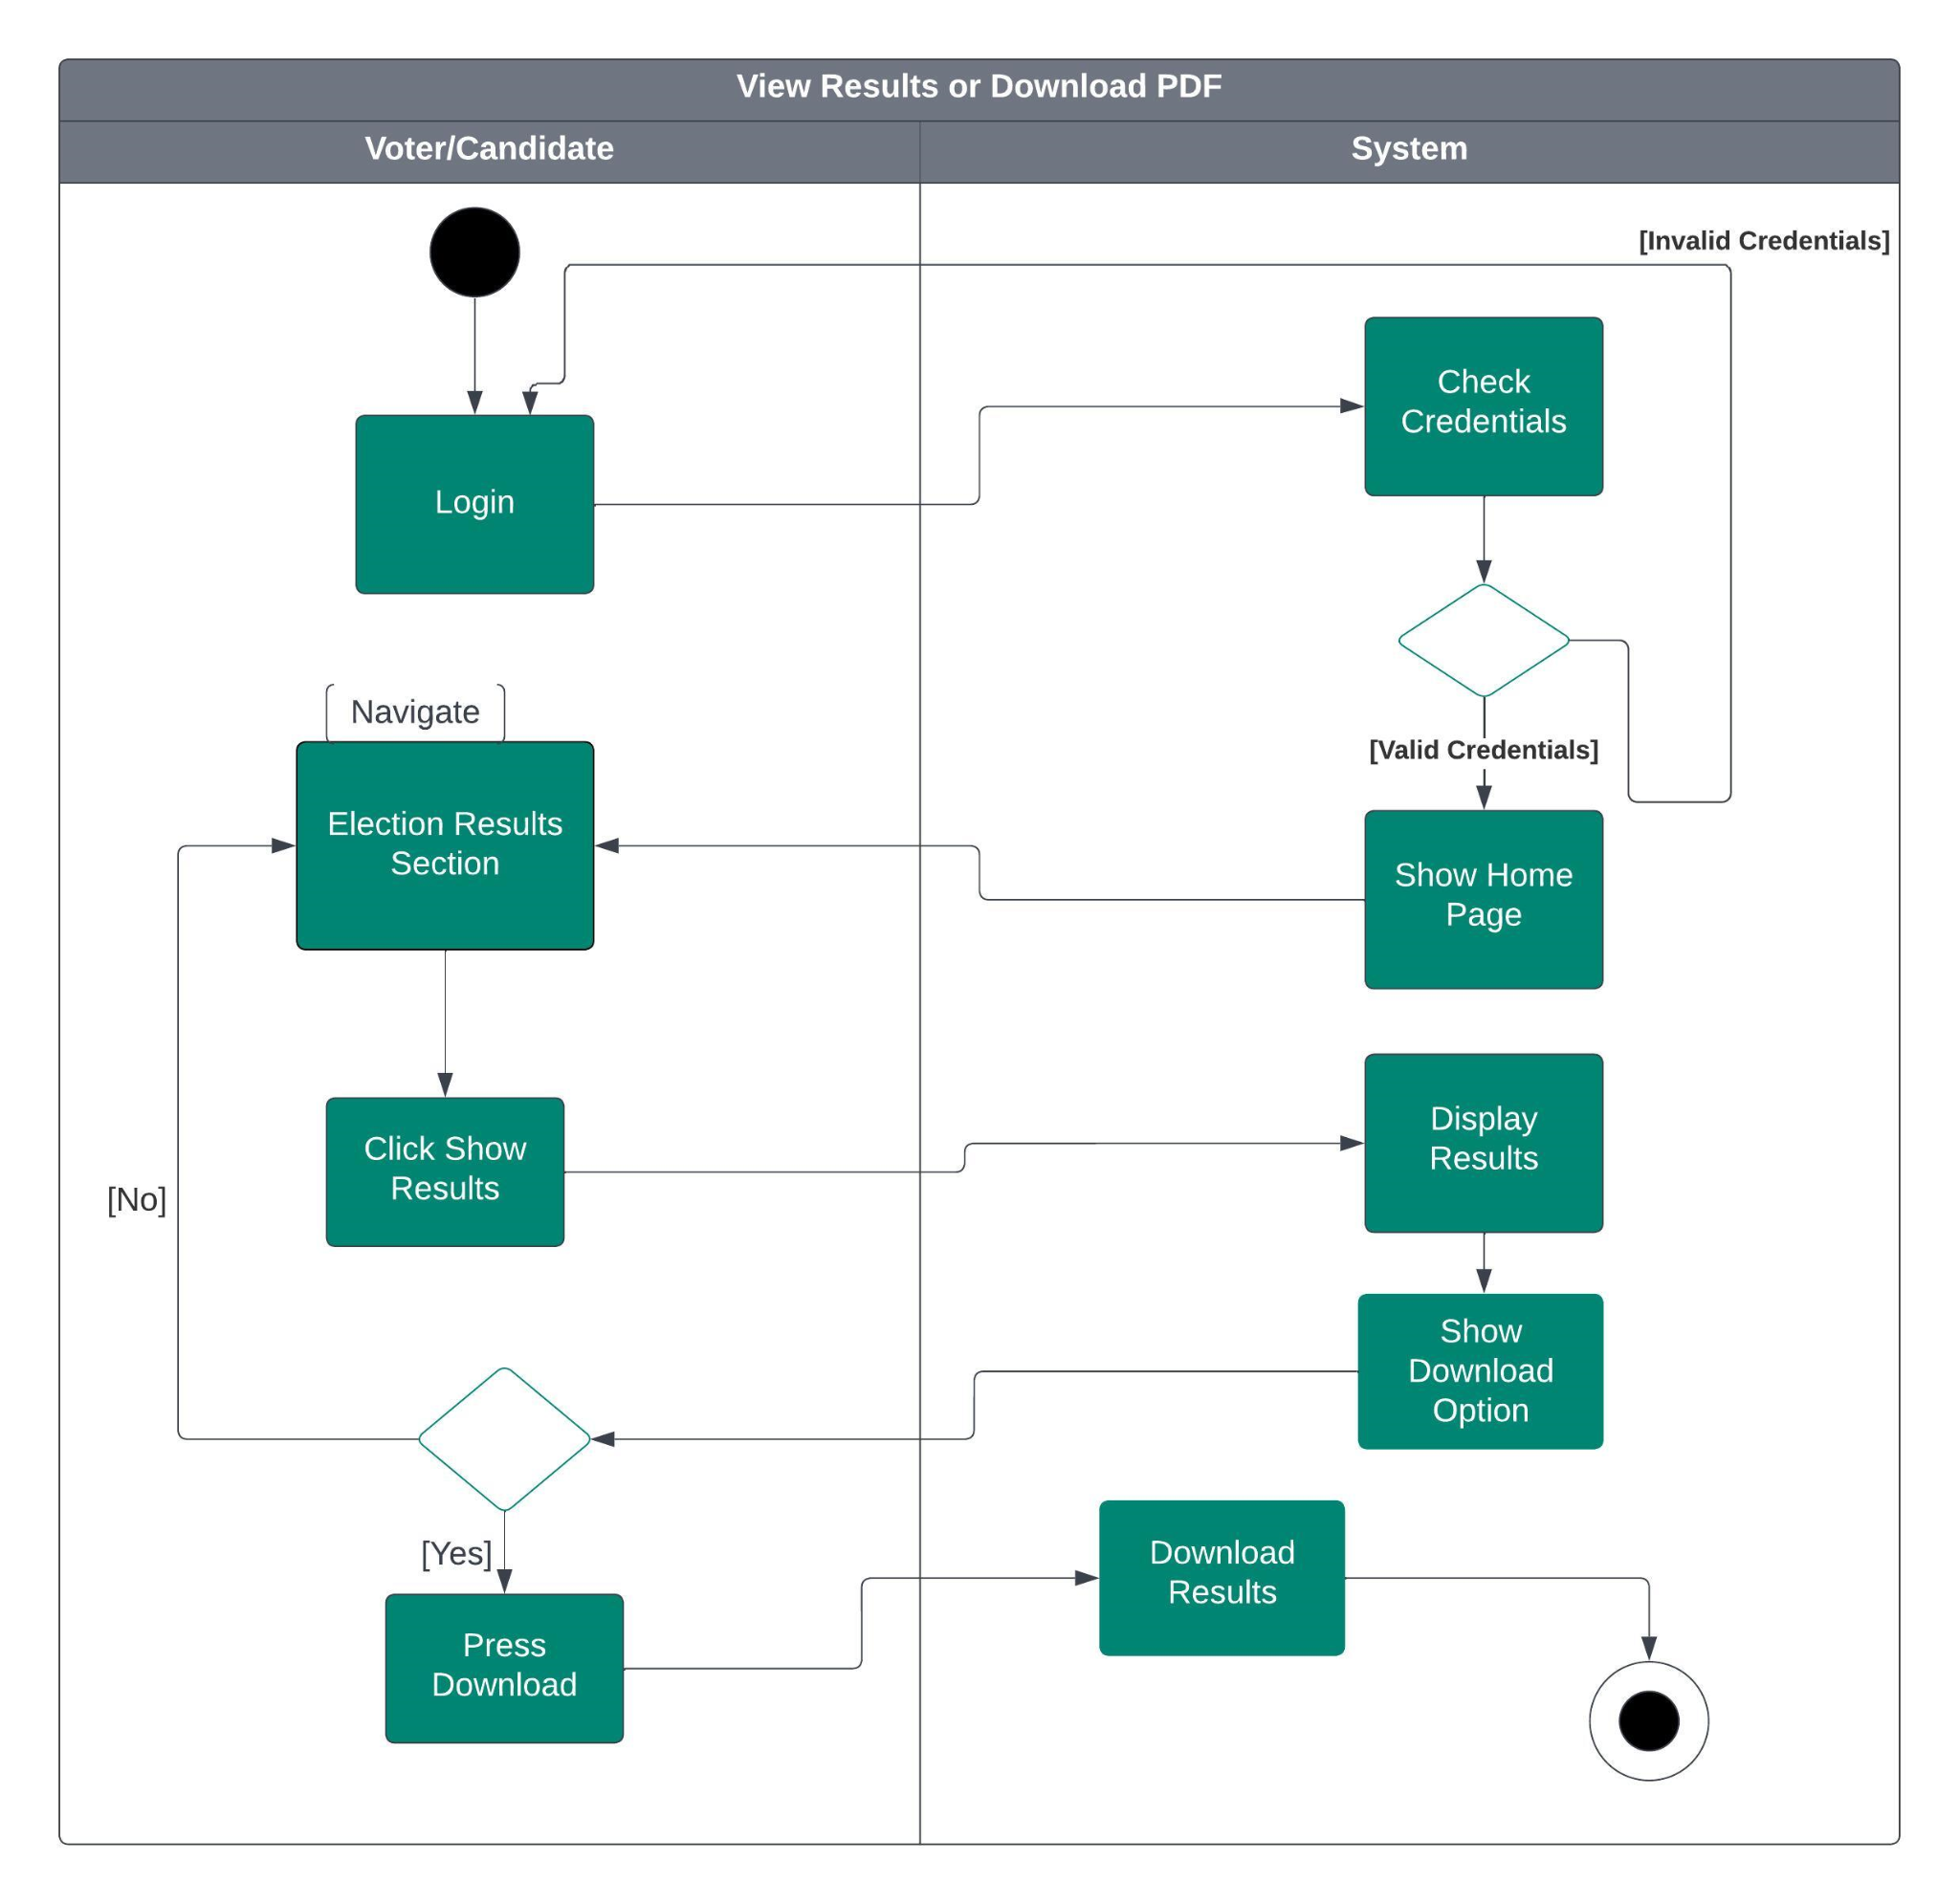 View Results or Download PDF
Voter/Candidate
System
[Invalid Credentials]
Check
Credentials
Login
Navigate
[Valid Credentials]
Election Results
Section
Show Home
Page
Click Show
Results
Display
Results
[No]
Show
Download
Option
[Yes]
Download
Results
Press
Download